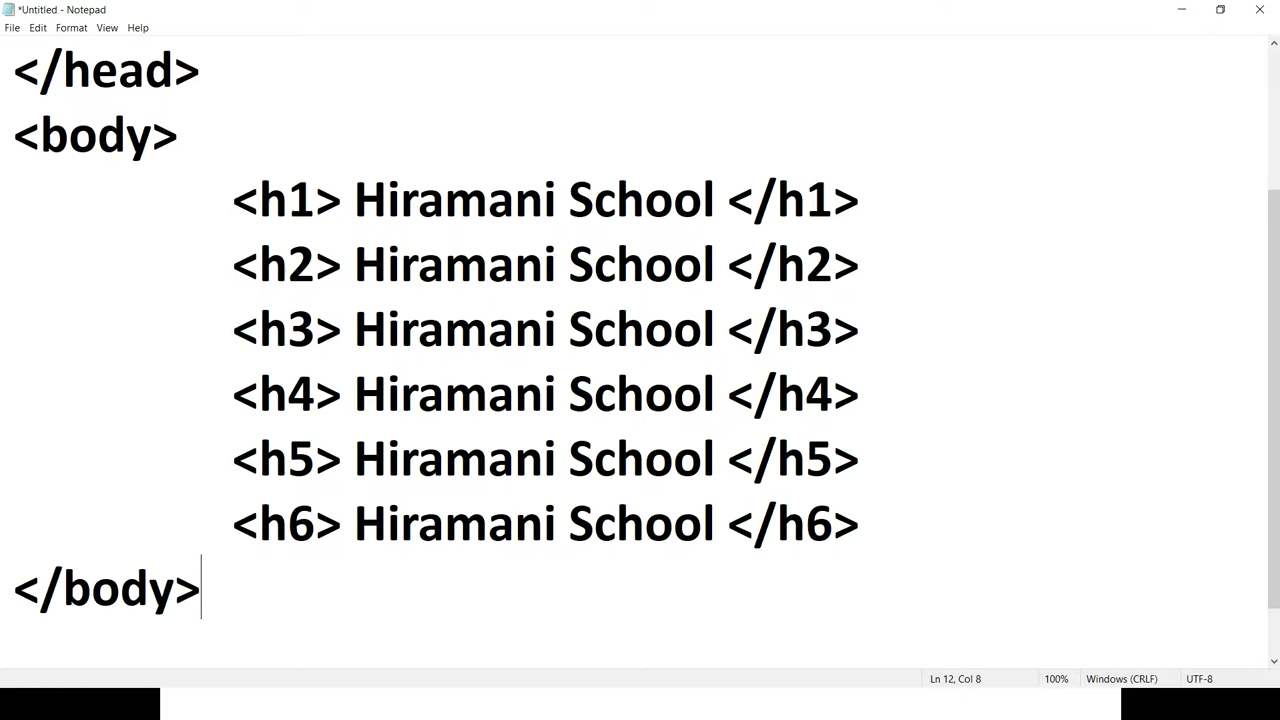 *Untitled - Notepad
File Edit Format View Help
</head>
<body>
<h1> Hiramani School </h1>
<h2> Hiramani School </h2>
<h3> Hiramani School </h3>
<h4> Hiramani School </h4>
<h5> Hiramani School </h5>
<h6> Hiramani School </h6>
</body>
Ln 12, Col 8 100% Windows (CRLF) UTF-8